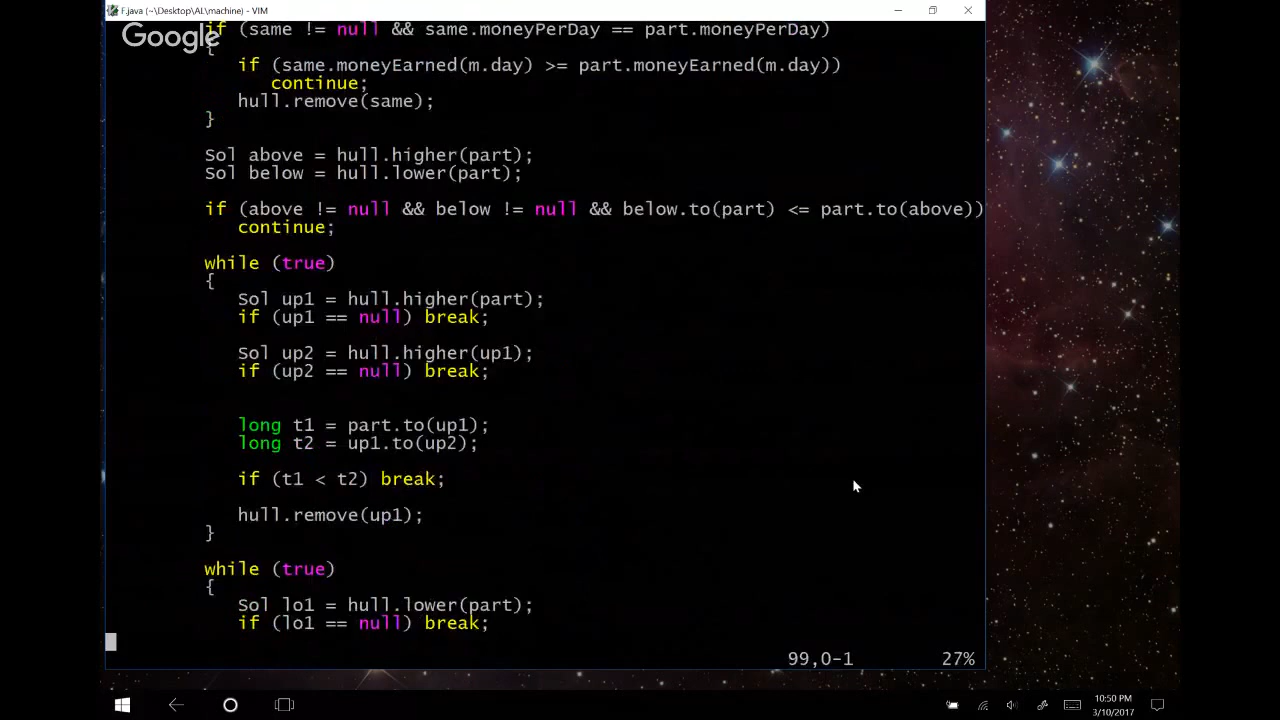 F.java (~\Desktop\AL\machine) - VIM
Google
if (same != null && same.moneyPerDay == part.moneyPerDay)
{
if (same.moneyEarned(m.day) >= part.moneyEarned(m.day))
continue;
hull.remove(same);
}
Sol above = hull.higher(part);
Sol below = hull.lower(part);
if (above != null && below != null && below.to(part) <= part.to(above))
continue;
while (true)
{
Sol up1 = hull.higher(part);
if (up1 == null) break;
Sol up2 = hull.higher(up1);
if (up2 == null) break;
long t1 = part.to(up1);
long t2 = up1.to(up2);
if (t1 < t2) break;
hull.remove(up1);
}
while (true)
{
Sol lo1 = hull.lower(part);
if (lo1 == null) break;
99,0-1 27%
10:50 PM
3/10/2017